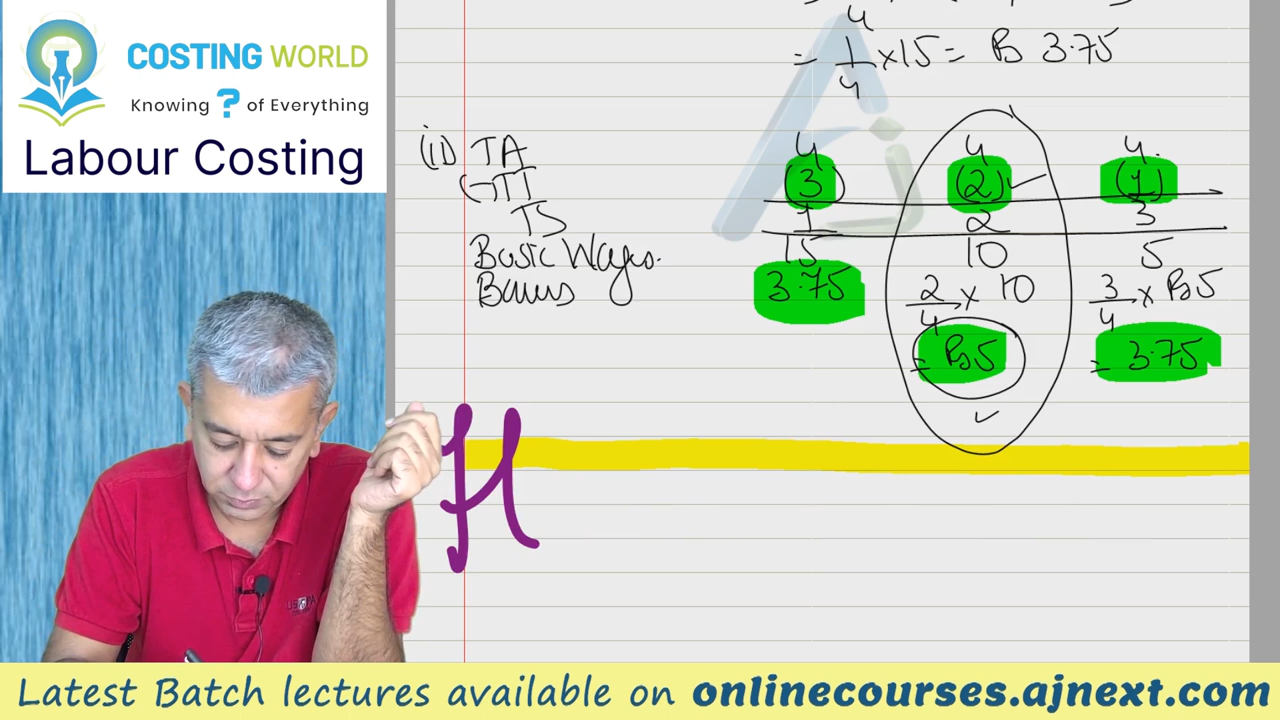 COSTING WORLD
Knowing ? of Everything
Labour Costing
4
= 1/4 × 15 = Rs 3.75
(ii) TA 4 4 4
(-) TT (3) (2) ✓ (1)
TS 1 2 3
Basic Wages. 15 10 5
Bonus 3.75 2/4 × 10 3/4 × Rs 5
= Rs 5 = 3.75
✓
H
Latest Batch lectures available on onlinecourses.ajnext.com